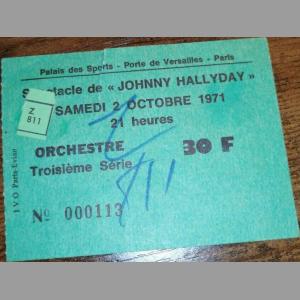 Palais des Sports - Porte de Versailles - Paris
Spectacle de « JOHNNY HALLYDAY »
Z
811
SAMEDI 2 OCTOBRE 1971
21 heures
ORCHESTRE 30 F
Troisième Série
Z
811
Nº 000113